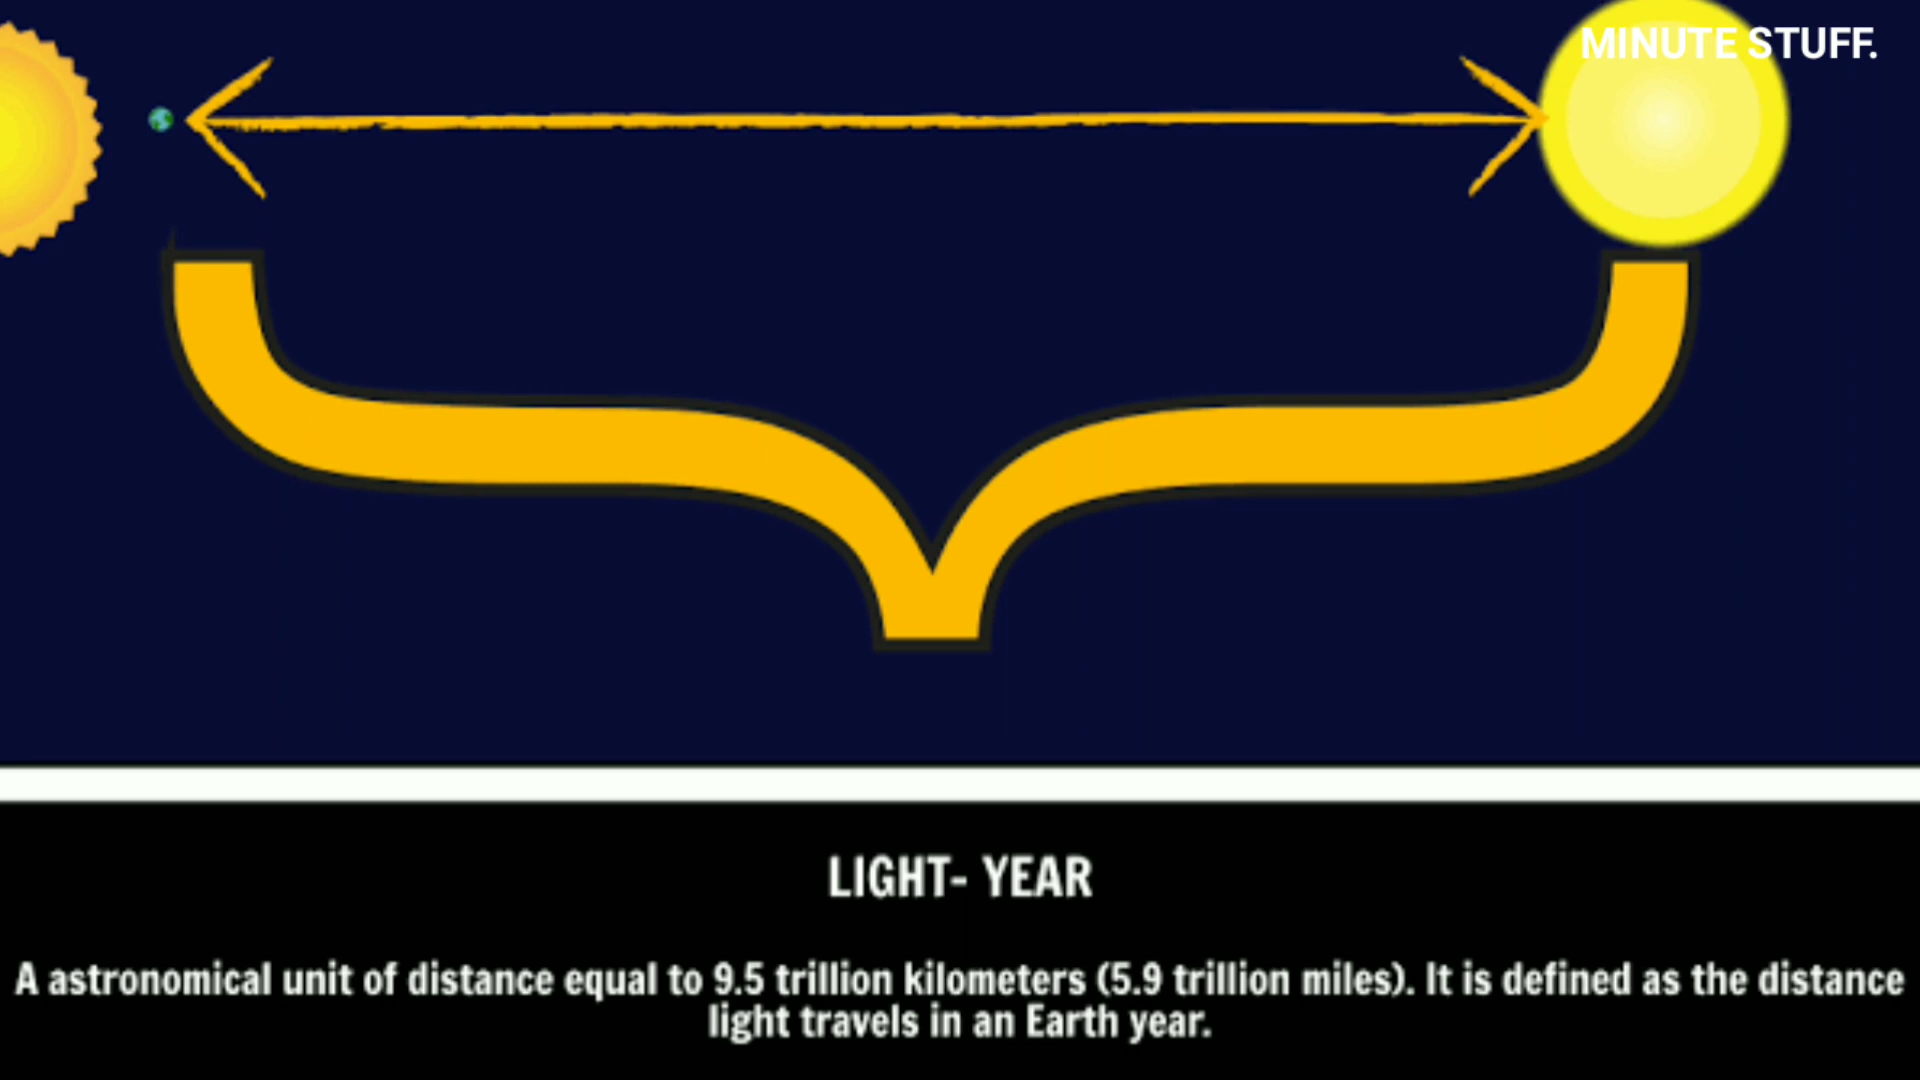 MINUTE STUFF.
LIGHT- YEAR
A astronomical unit of distance equal to 9.5 trillion kilometers (5.9 trillion miles). It is defined as the distance
light travels in an Earth year.